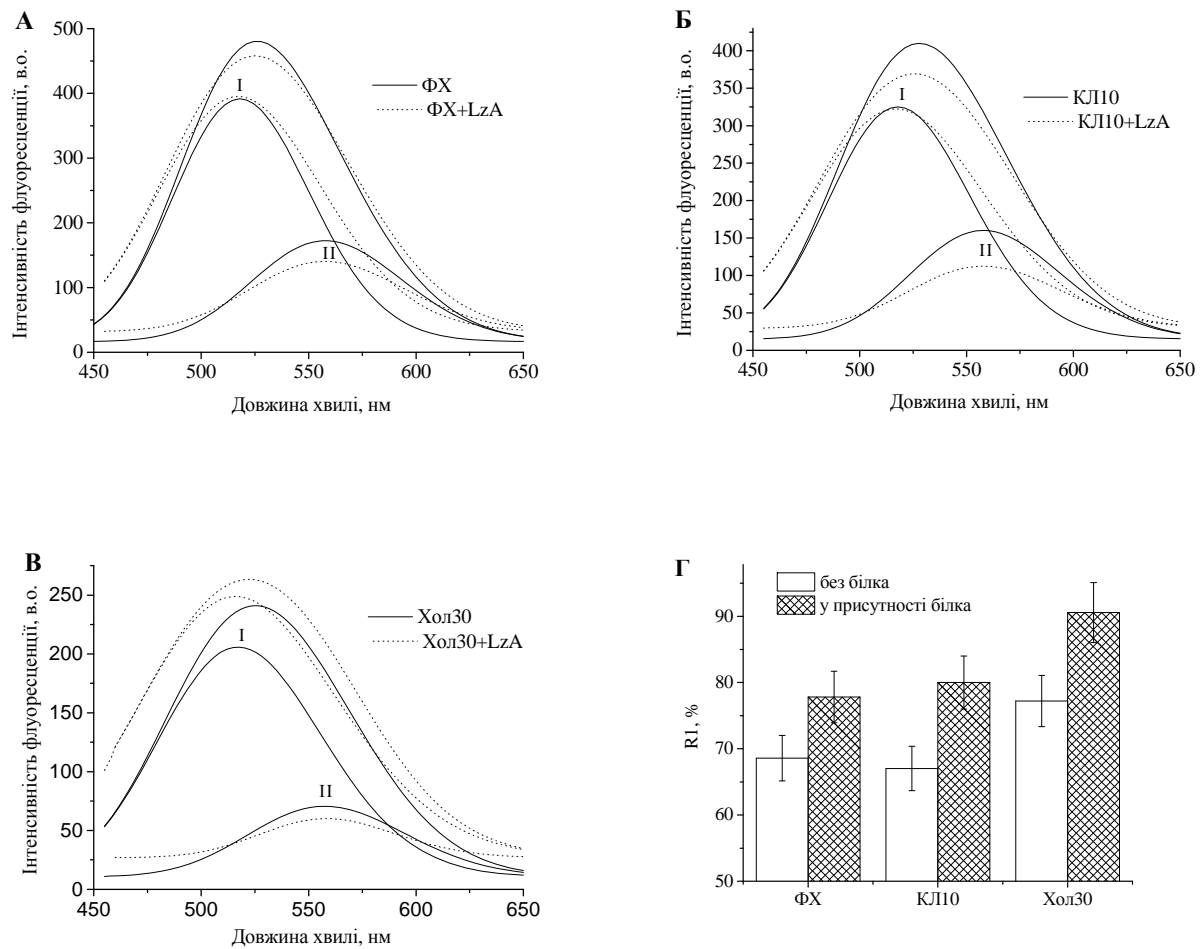 А
Інтенсивність флуоресценції, в.о.
500
400
300
200
100
0
450
500
550
600
650
Довжина хвилі, нм
I
II
ФХ
ФХ+LzA
Б
Інтенсивність флуоресценції, в.о.
400
350
300
250
200
150
100
50
0
450
500
550
600
650
Довжина хвилі, нм
I
II
КЛ10
КЛ10+LzA
В
Інтенсивність флуоресценції, в.о.
250
200
150
100
50
0
450
500
550
600
650
Довжина хвилі, нм
I
II
Хол30
Хол30+LzA
Г
R1, %
90
80
70
60
50
без білка
у присутності білка
ФХ
КЛ10
Хол30